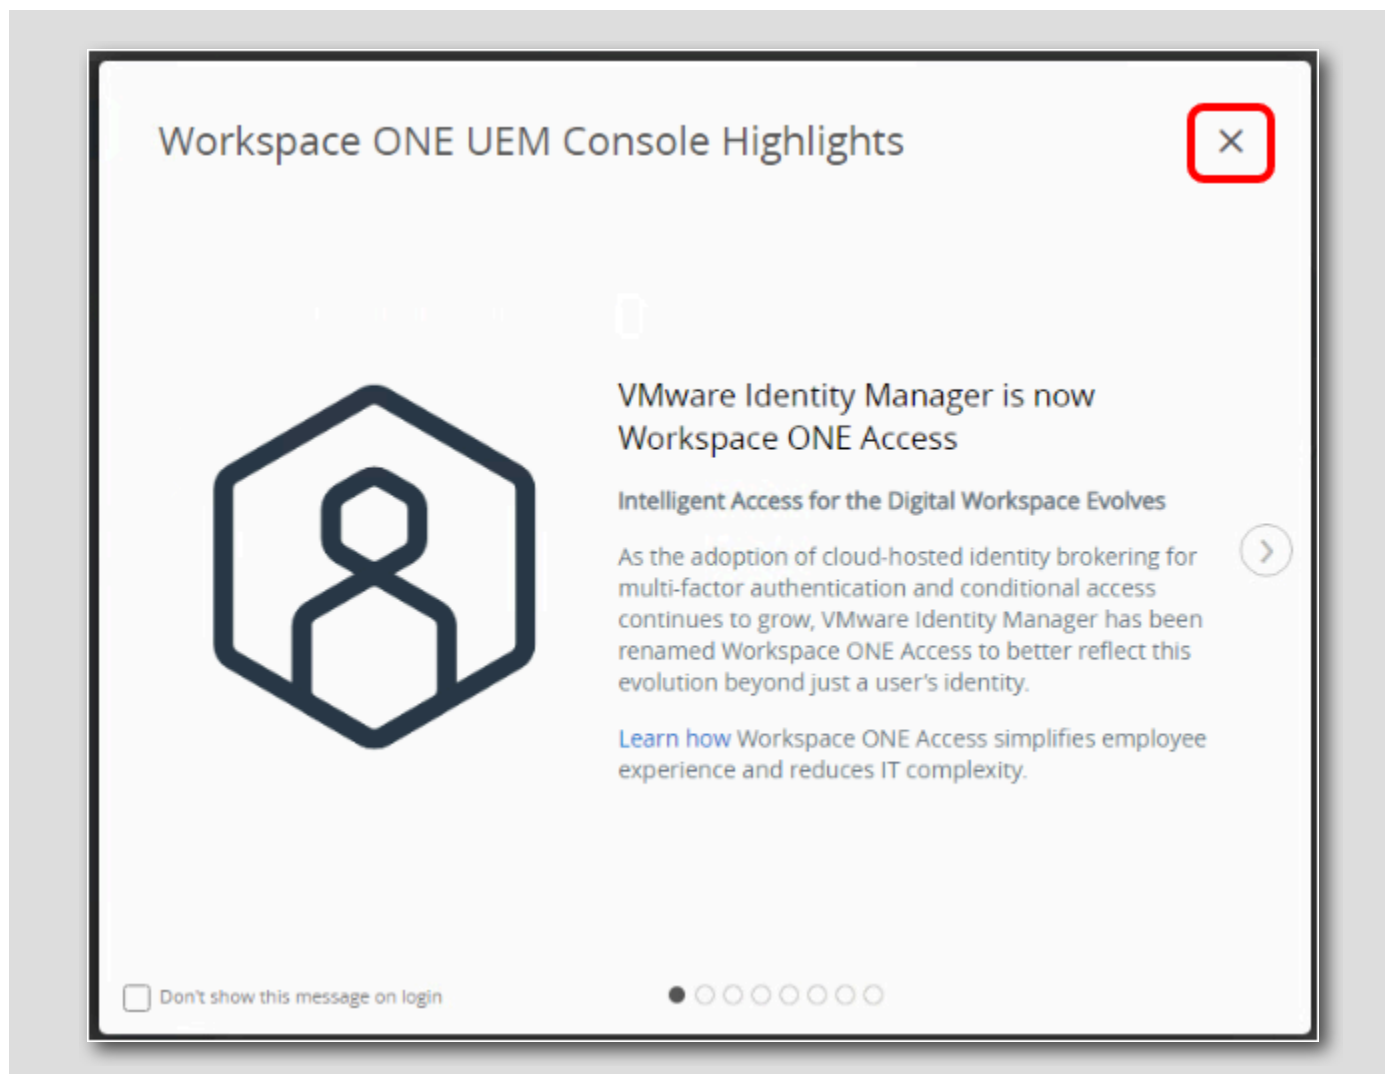 Workspace ONE UEM Console Highlights
VMware Identity Manager is now
Workspace ONE Access
Intelligent Access for the Digital Workspace Evolves
As the adoption of cloud-hosted identity brokering for
multi-factor authentication and conditional access
continues to grow, VMware Identity Manager has been
renamed Workspace ONE Access to better reflect this
evolution beyond just a user's identity.
Learn how Workspace ONE Access simplifies employee
experience and reduces IT complexity.
Don't show this message on login